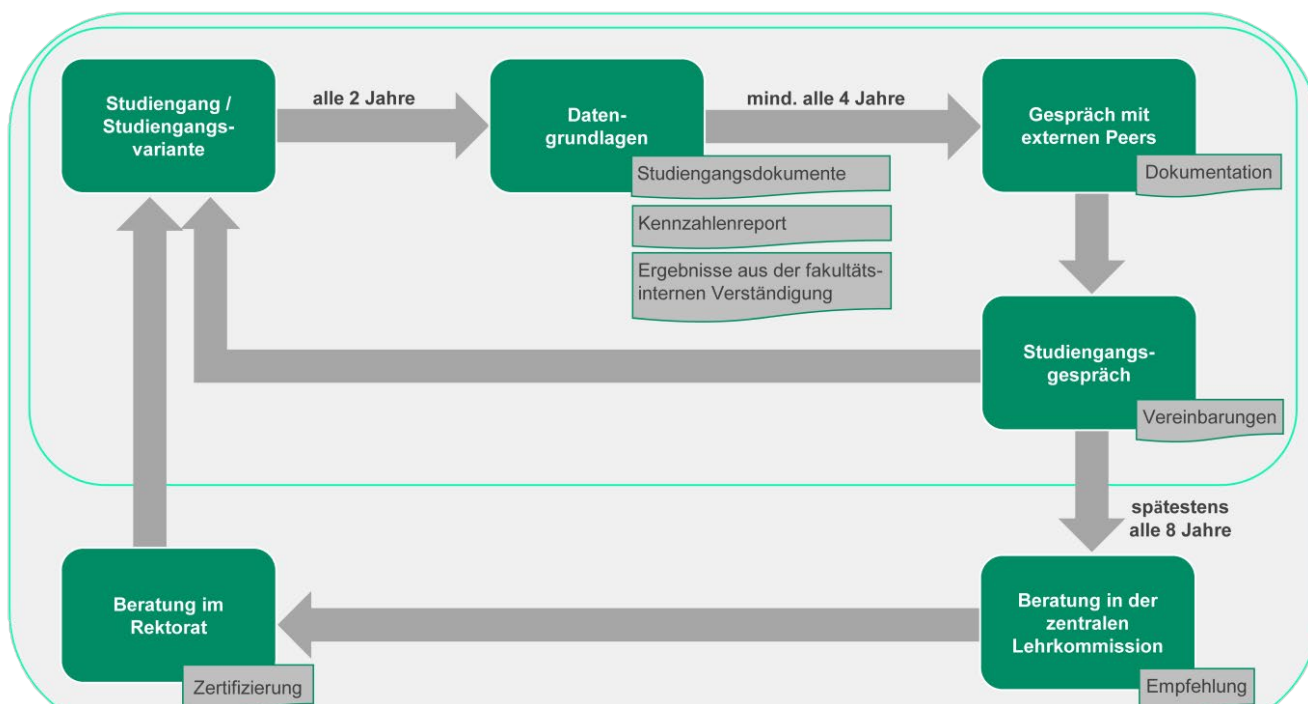 Studiengang /
Studiengangs-
variante
alle 2 Jahre
Daten-
grundlagen
Studiengangsdokumente
Kennzahlenreport
Ergebnisse aus der fakultäts-
internen Verständigung
mind. alle 4 Jahre
Gespräch mit
externen Peers
Dokumentation
Studiengangs-
gespräch
Vereinbarungen
spätestens
alle 8 Jahre
Beratung in der
zentralen
Lehrkommission
Empfehlung
Beratung im
Rektorat
Zertifizierung